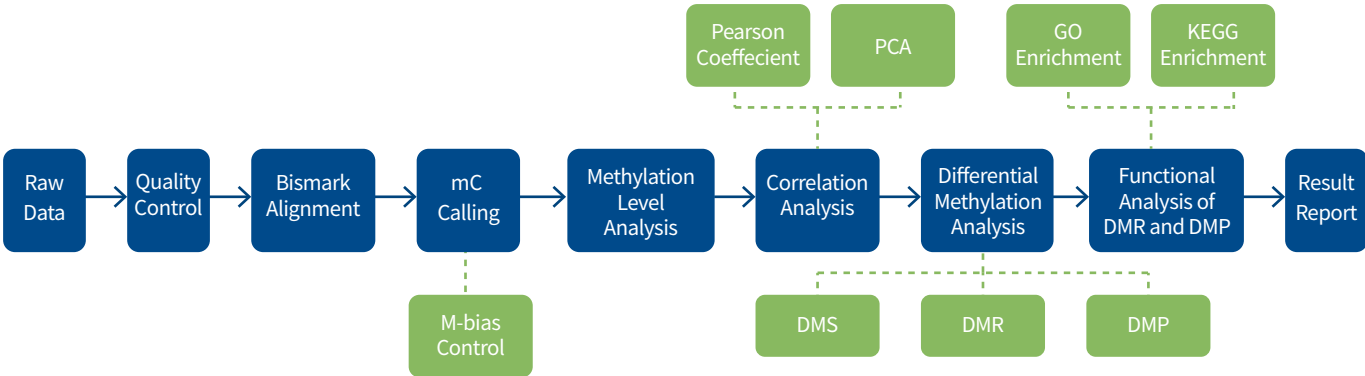 Pearson
Coeffecient
PCA
GO
Enrichment
KEGG
Enrichment
Raw
Data
Quality
Control
Bismark
Alignment
mC
Calling
Methylation
Level
Analysis
Correlation
Analysis
Differential
Methylation
Analysis
Functional
Analysis of
DMR and DMP
Result
Report
M-bias
Control
DMS
DMR
DMP